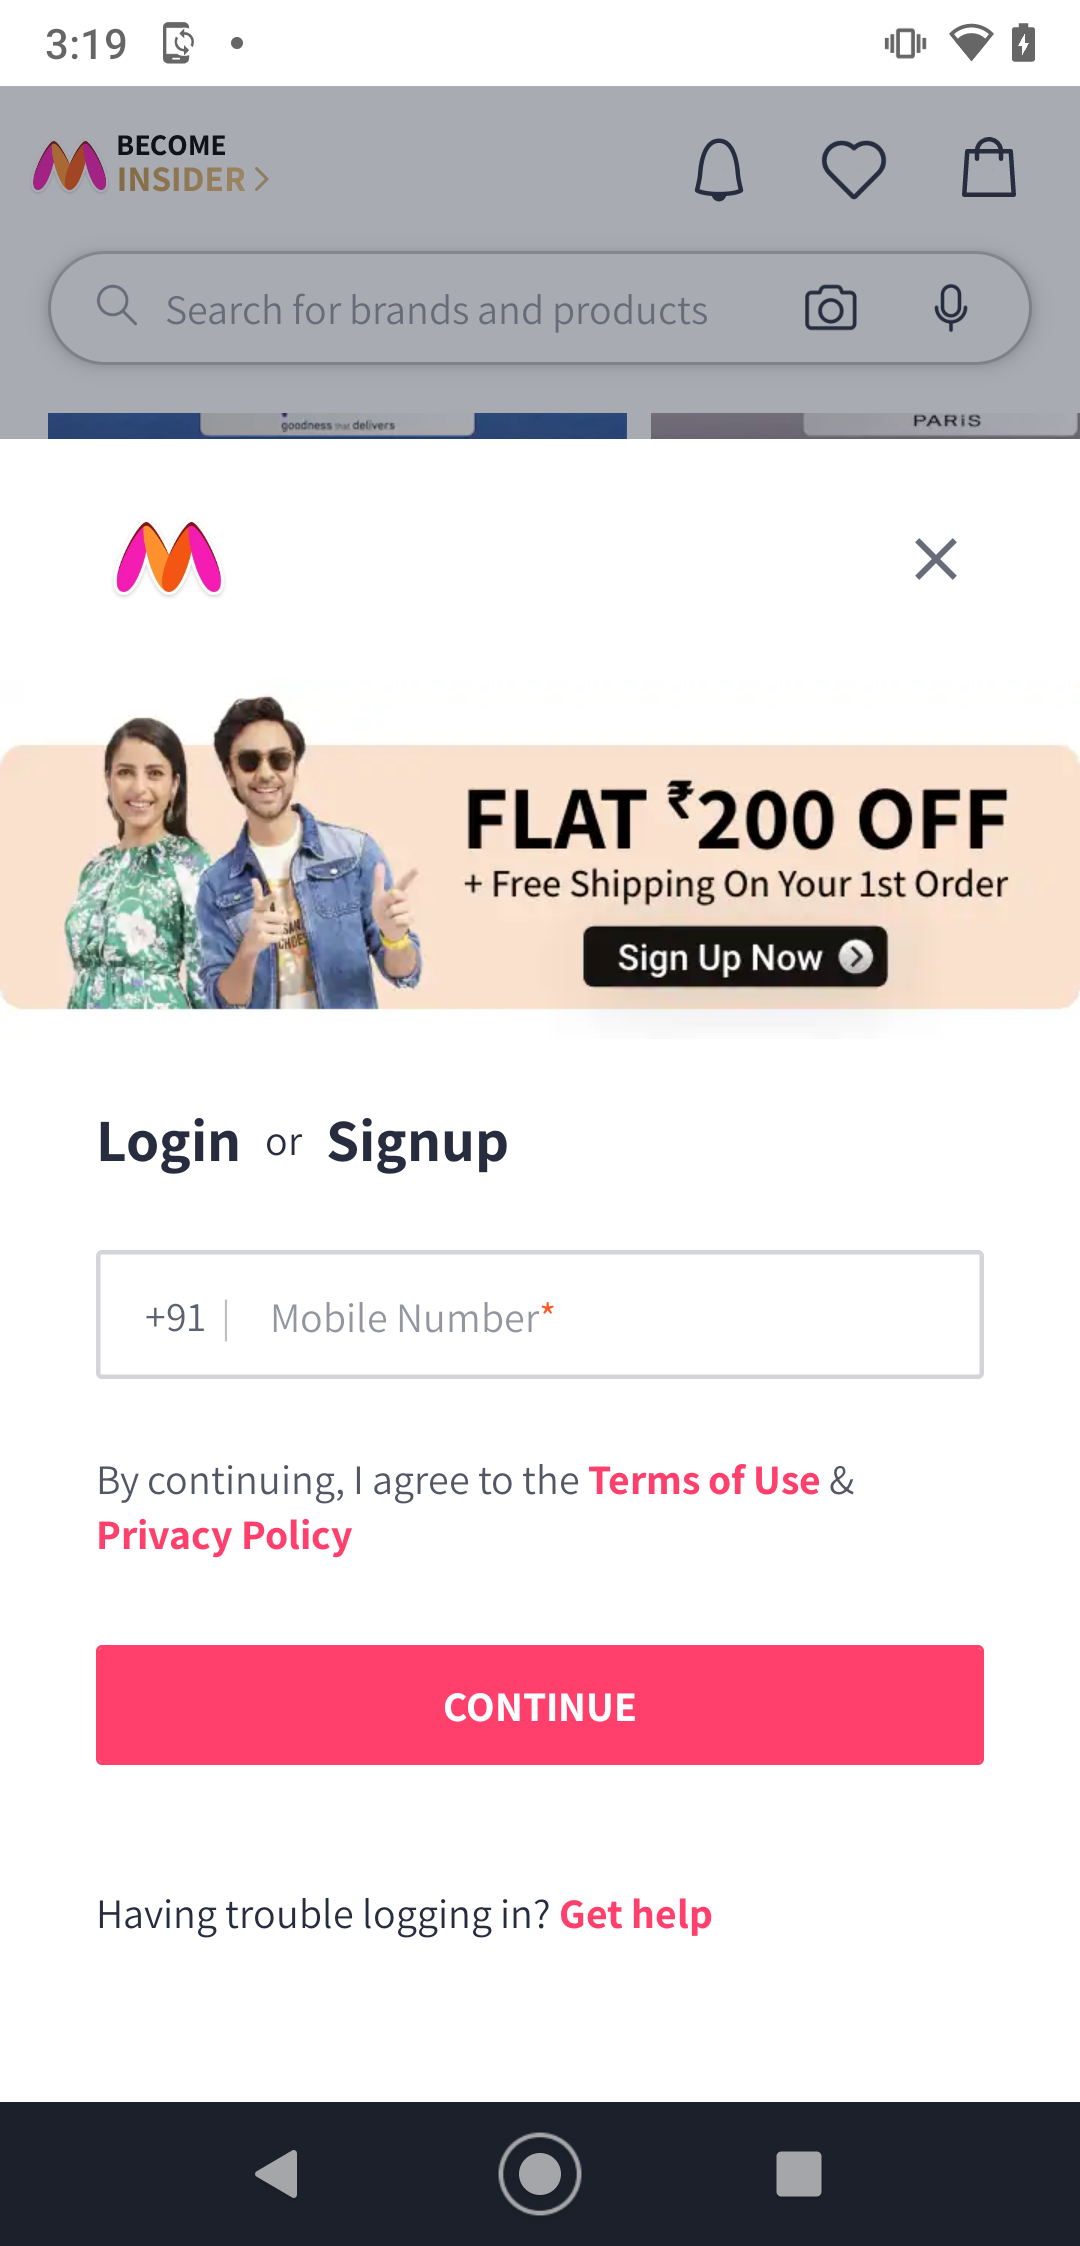 3:19
BECOME
INSIDER
Search for brands and products
goodness that delivers
PARIS
FLAT ₹200 OFF
+ Free Shipping On Your 1st Order
Sign Up Now
Login or Signup
+91 | Mobile Number*
By continuing, I agree to the Terms of Use &
Privacy Policy
CONTINUE
Having trouble logging in? Get help